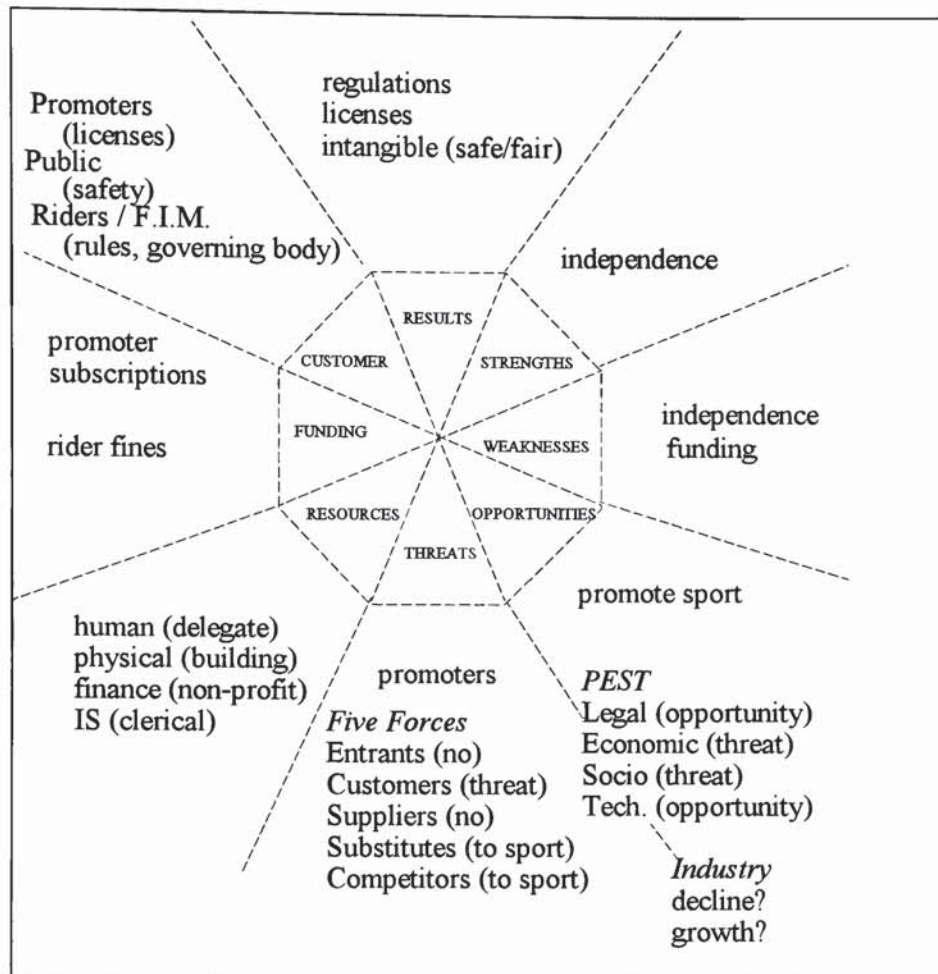 regulations
licenses
intangible (safe/fair)
Promoters
(licenses)
Public
(safety)
Riders / F.I.M.
(rules, governing body)
independence
RESULTS
CUSTOMER
STRENGTHS
promoter
subscriptions
rider fines
FUNDING
WEAKNESSES
independence
funding
RESOURCES
OPPORTUNITIES
THREATS
promote sport
human (delegate)
physical (building)
finance (non-profit)
IS (clerical)
promoters
Five Forces
Entrants (no)
Customers (threat)
Suppliers (no)
Substitutes (to sport)
Competitors (to sport)
PEST
Legal (opportunity)
Economic (threat)
Socio (threat)
Tech. (opportunity)
Industry
decline?
growth?